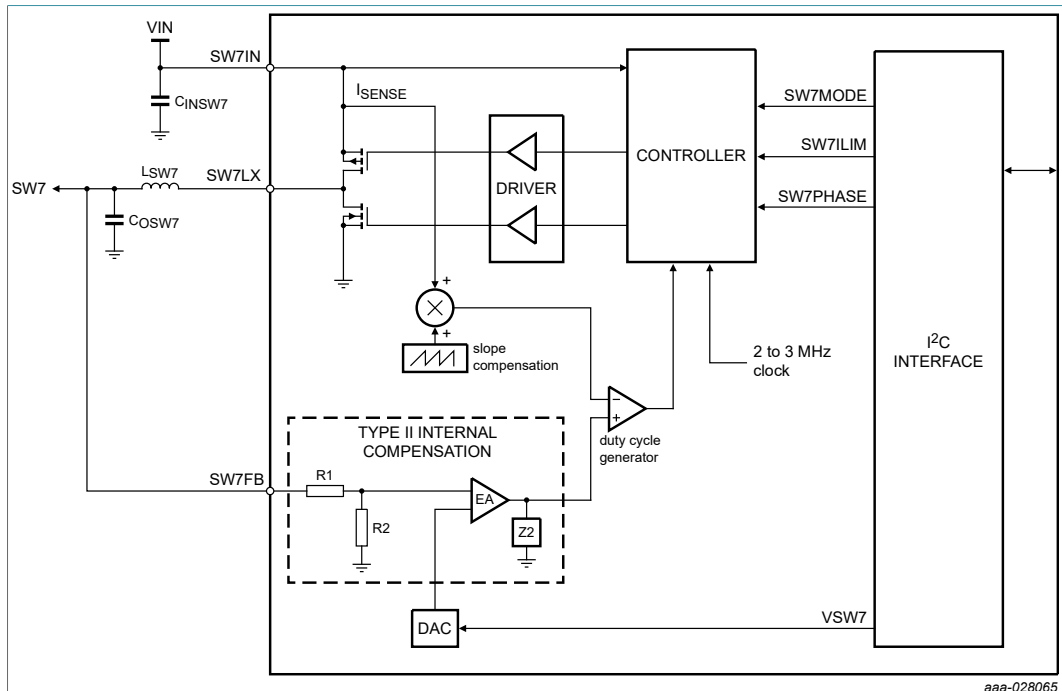 VIN
SW7IN
CINSW7
ISENSE
SW7MODE
CONTROLLER
SW7ILIM
DRIVER
SW7PHASE
LSW7
SW7LX
SW7
COSW7
+
+
slope
compensation
2 to 3 MHz
clock
I2C
INTERFACE
−
+
duty cycle
generator
TYPE II INTERNAL
COMPENSATION
SW7FB
R1
EA
R2
Z2
DAC
VSW7
aaa-028065